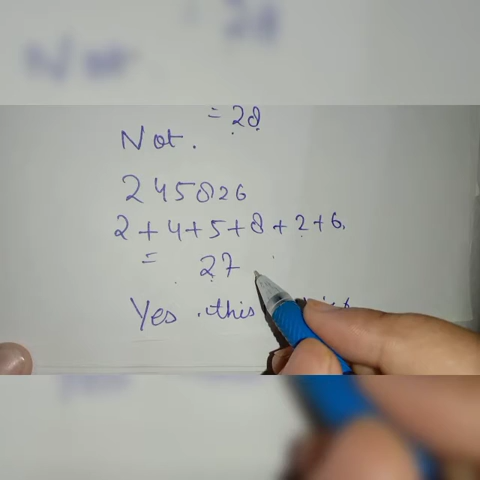 = 28
Not.
245826
2+4+5+8+2+6.
= 27
Yes. this